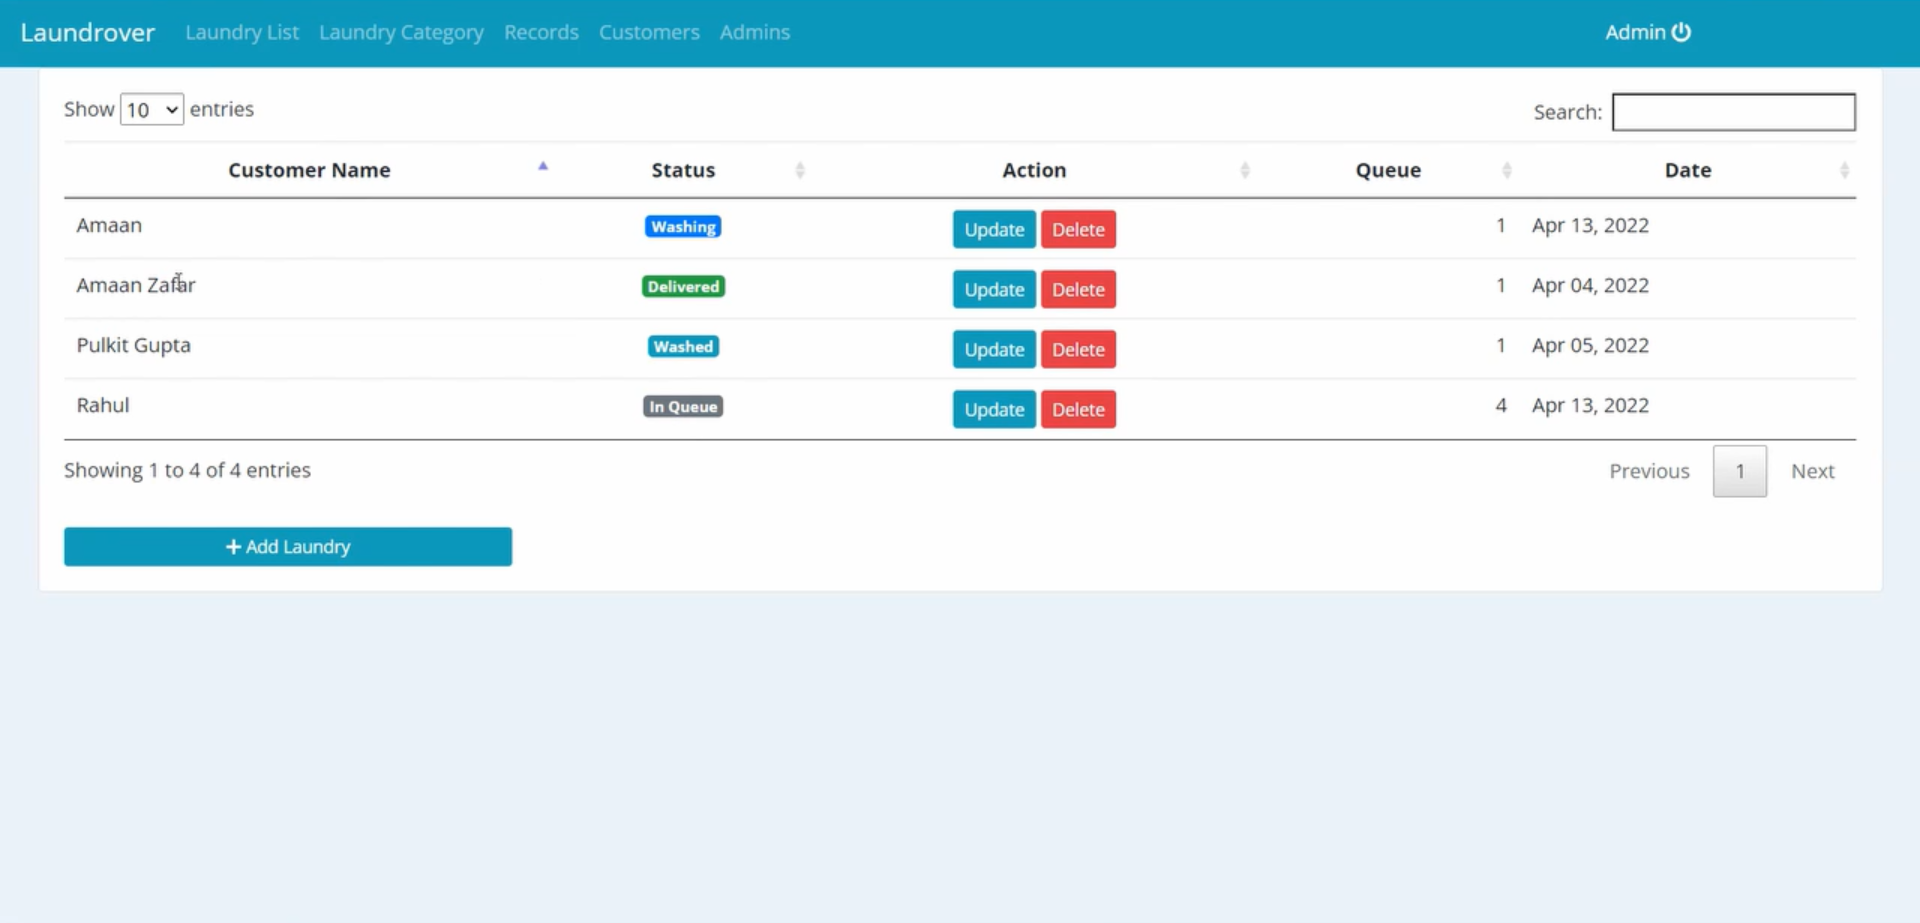 Laundrover Laundry List Laundry Category Records Customers Admins Admin
Show 10 entries Search:
Customer Name Status Action Queue Date
Amaan Washing Update Delete 1 Apr 13, 2022
Amaan Zafar Delivered Update Delete 1 Apr 04, 2022
Pulkit Gupta Washed Update Delete 1 Apr 05, 2022
Rahul In Queue Update Delete 4 Apr 13, 2022
Showing 1 to 4 of 4 entries Previous 1 Next
+ Add Laundry